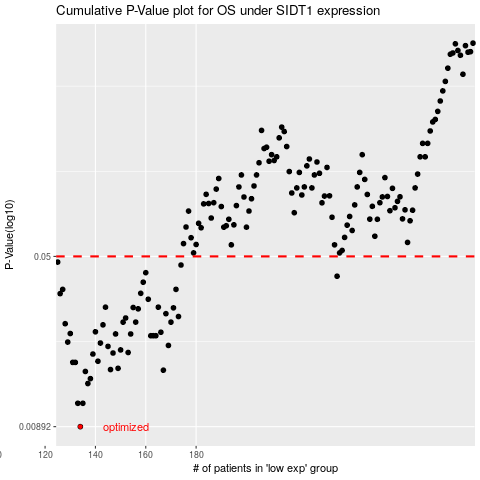 Cumulative P-Value plot for OS under SIDT1 expression
P-Value(log10)
0.05
0.00892
optimized
0 120 140 160 180
# of patients in 'low exp' group